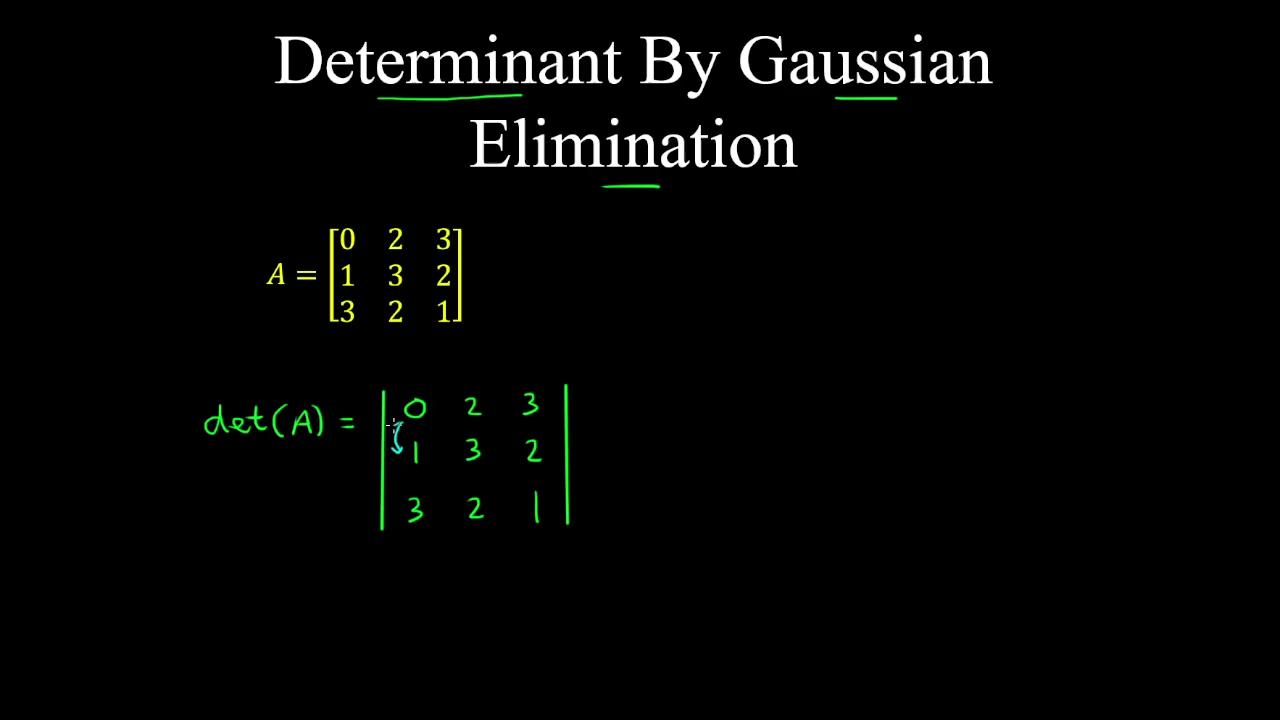 Determinant By Gaussian
Elimination
A = [0 2 3
1 3 2
3 2 1]
det(A) = | 0 2 3 |
1 3 2
3 2 1